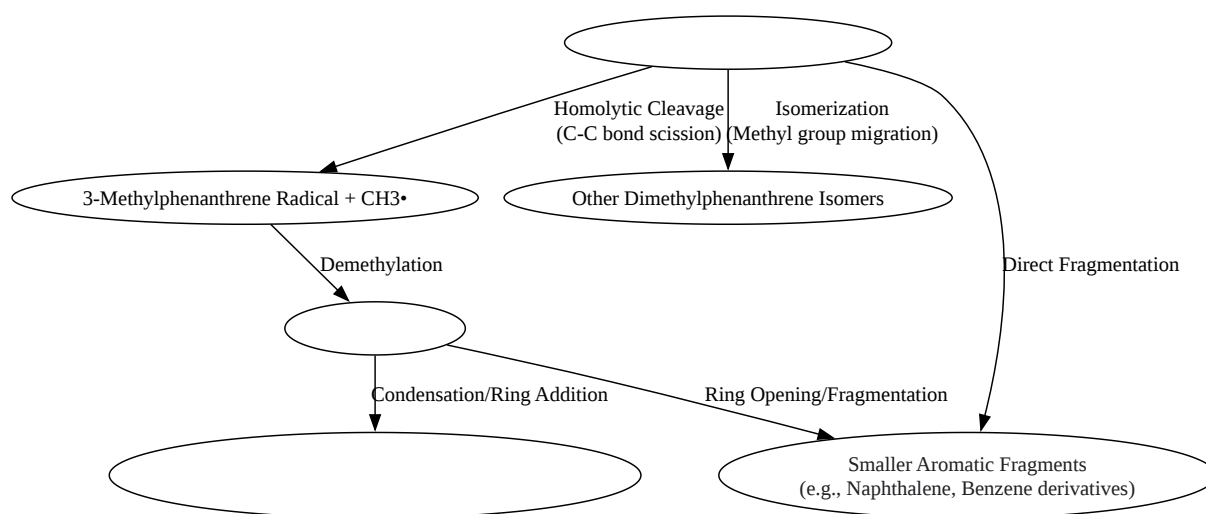 Homolytic Cleavage
(C-C bond scission)
Isomerization
(Methyl group migration)
3-Methylphenanthrene Radical + CH3•
Other Dimethylphenanthrene Isomers
Demethylation
Direct Fragmentation
Condensation/Ring Addition
Ring Opening/Fragmentation
Smaller Aromatic Fragments
(e.g., Naphthalene, Benzene derivatives)